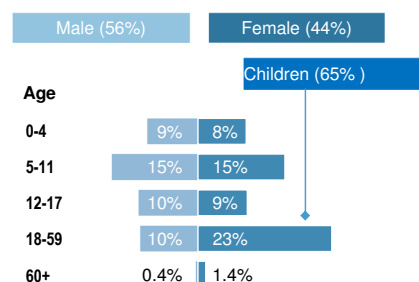 Male (56%) Female (44%)
Children (65% )
Age
0-4 9% 8%
5-11 15% 15%
12-17 10% 9%
18-59 10% 23%
60+ 0.4% 1.4%